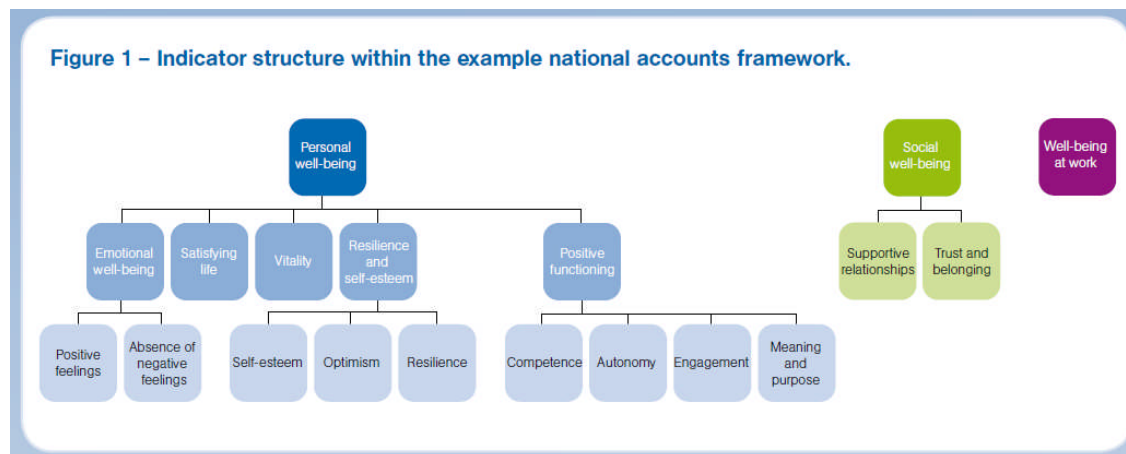 Figure 1 – Indicator structure within the example national accounts framework.
Personal
well-being
Social
well-being
Well-being
at work
Emotional
well-being
Satisfying
life
Vitality
Resilience
and
self-esteem
Positive
functioning
Supportive
relationships
Trust and
belonging
Positive
feelings
Absence of
negative
feelings
Self-esteem
Optimism
Resilience
Competence
Autonomy
Engagement
Meaning
and
purpose